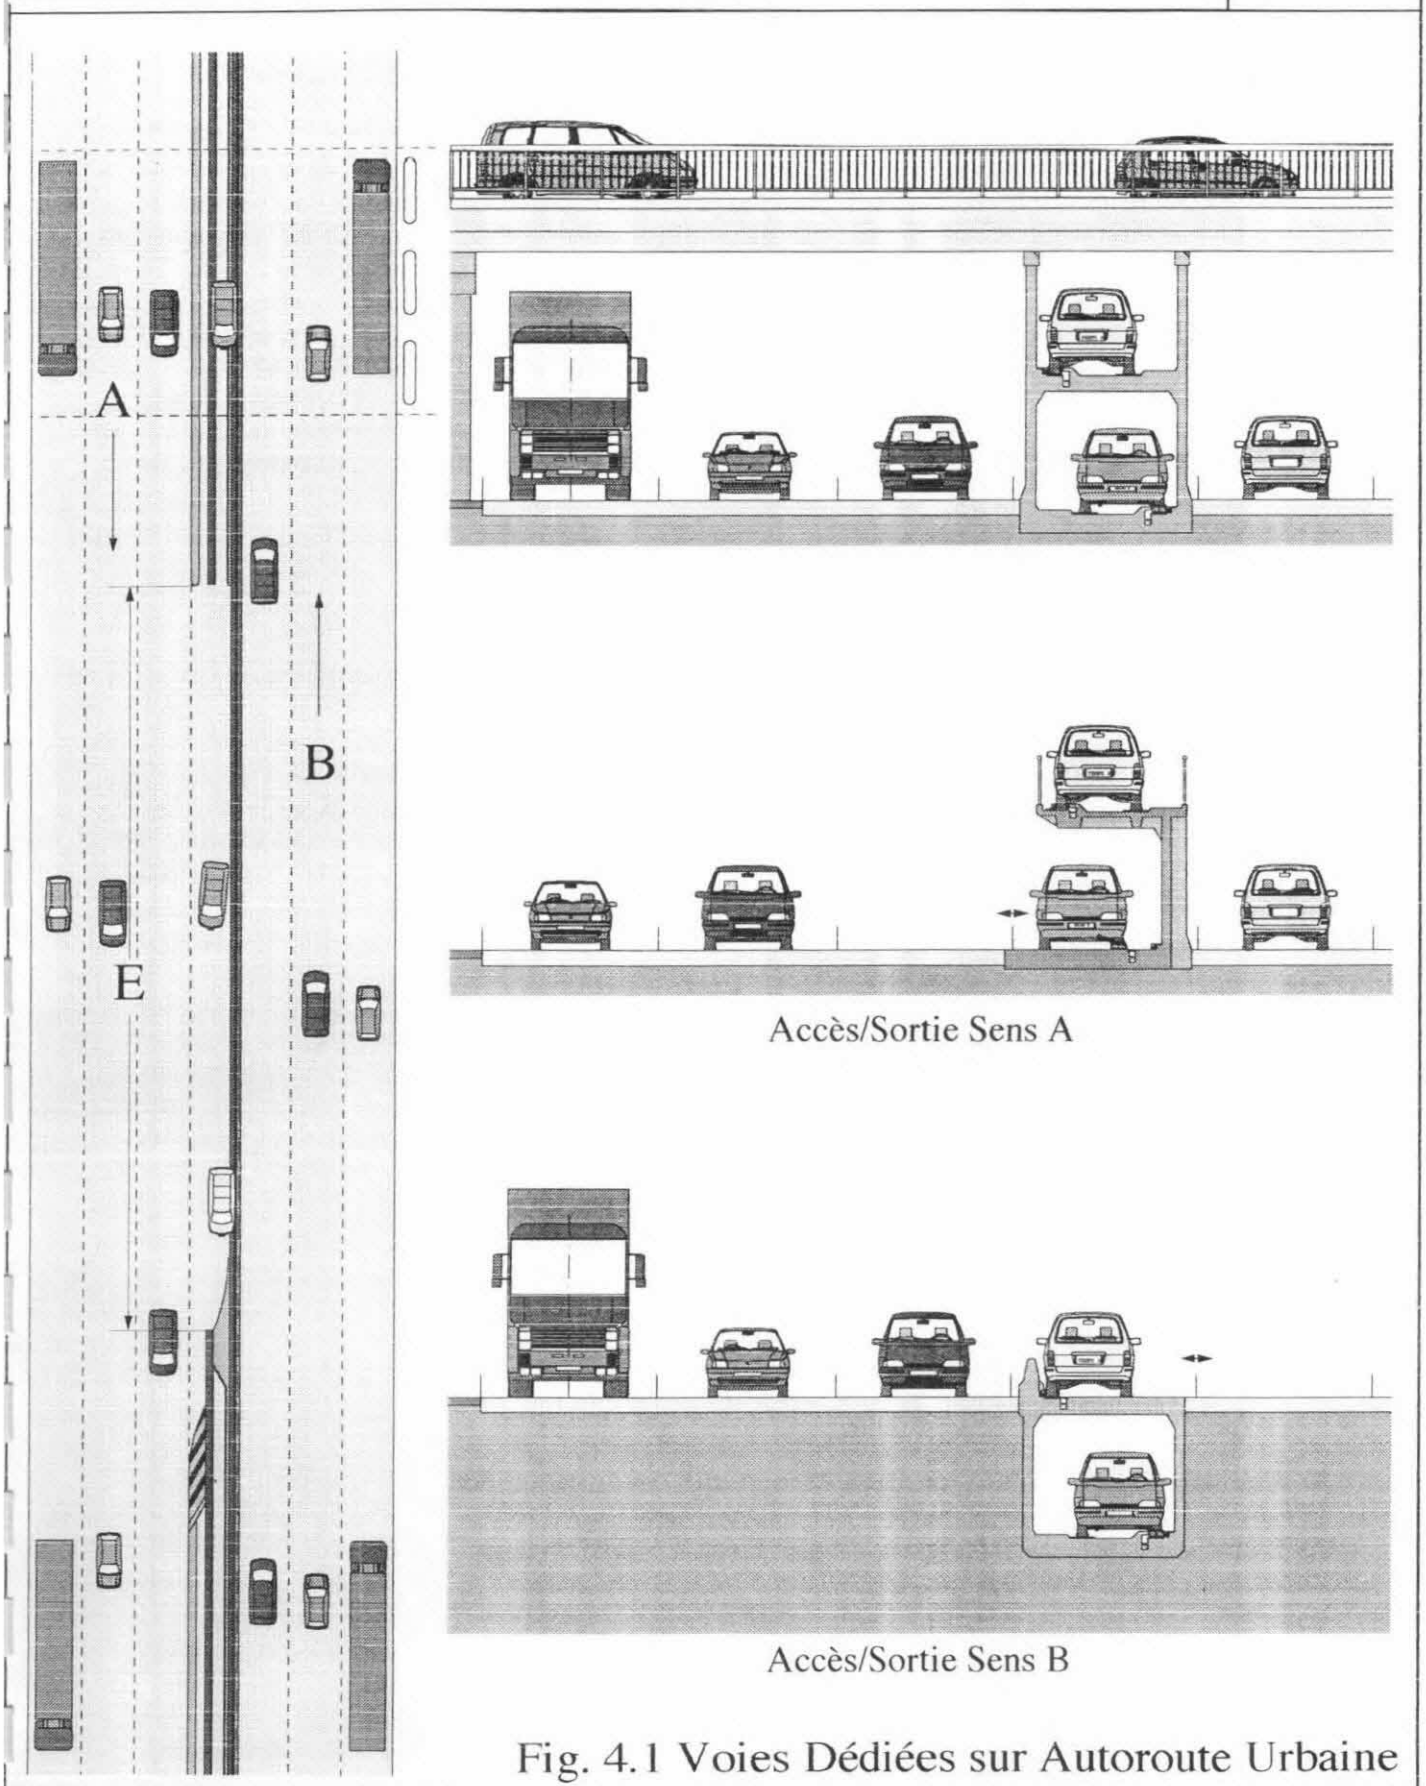 A
B
E
Accès/Sortie Sens A
Accès/Sortie Sens B
Fig. 4.1 Voies Dédiées sur Autoroute Urbaine